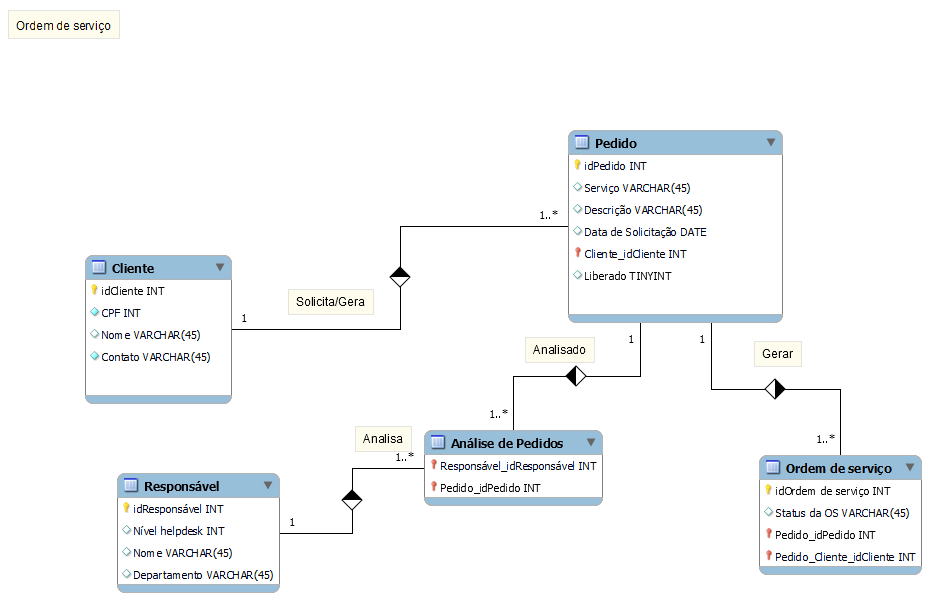 Ordem de serviço
Pedido
idPedido INT
Serviço VARCHAR(45)
Descrição VARCHAR(45)
Data de Solicitação DATE
Cliente_idCliente INT
Liberado TINYINT
1..*
Cliente
idCliente INT
CPF INT
Nome VARCHAR(45)
Contato VARCHAR(45)
Solicita/Gera
1
1
1
Analisado
Gerar
1..*
1..*
Analisa
1..*
Análise de Pedidos
Responsável_idResponsável INT
Pedido_idPedido INT
Responsável
idResponsável INT
Nível helpdesk INT
Nome VARCHAR(45)
Departamento VARCHAR(45)
1
Ordem de serviço
idOrdem de serviço INT
Status da OS VARCHAR(45)
Pedido_idPedido INT
Pedido_Cliente_idCliente INT